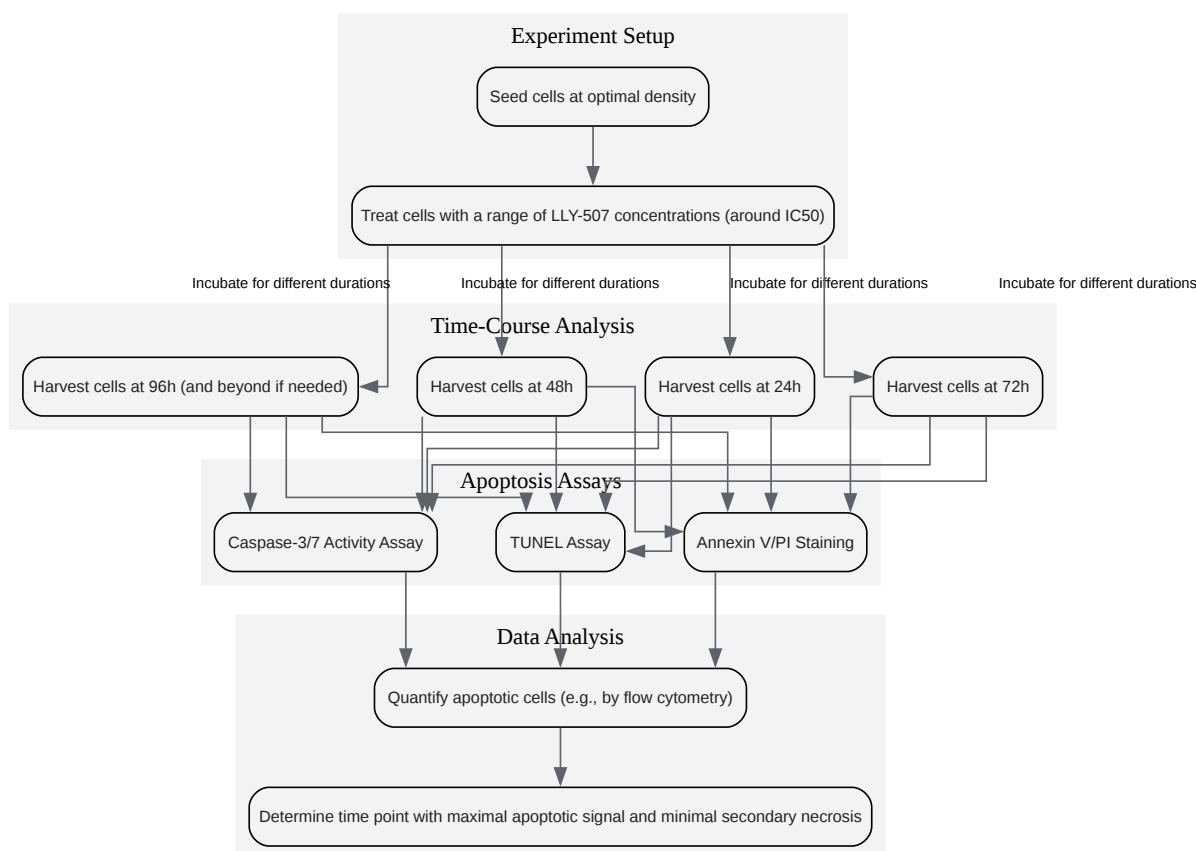 Experiment Setup
Seed cells at optimal density
Treat cells with a range of LLY-507 concentrations (around IC50)
Incubate for different durations
Incubate for different durations
Incubate for different durations
Incubate for different durations
Time-Course Analysis
Harvest cells at 96h (and beyond if needed)
Harvest cells at 48h
Harvest cells at 24h
Harvest cells at 72h
Apoptosis Assays
Caspase-3/7 Activity Assay
TUNEL Assay
Annexin V/PI Staining
Data Analysis
Quantify apoptotic cells (e.g., by flow cytometry)
Determine time point with maximal apoptotic signal and minimal secondary necrosis